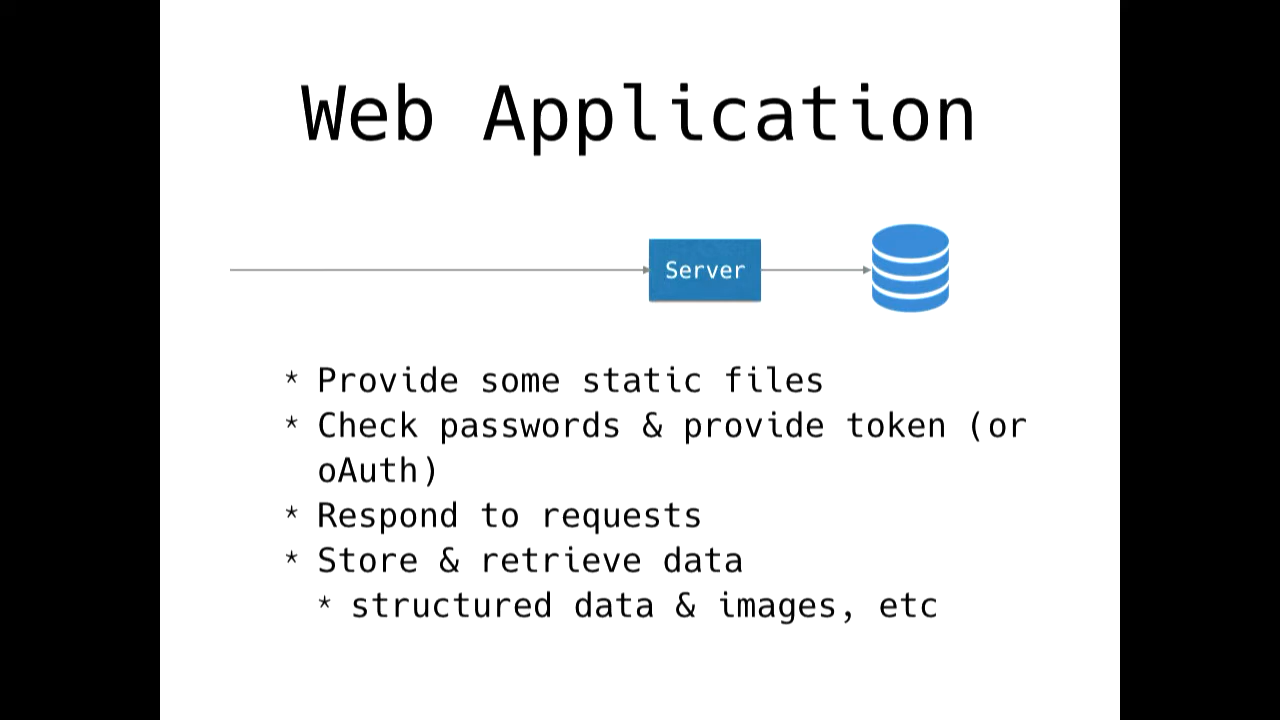 Web Application
Server
* Provide some static files
* Check passwords & provide token (or
oAuth)
* Respond to requests
* Store & retrieve data
* structured data & images, etc